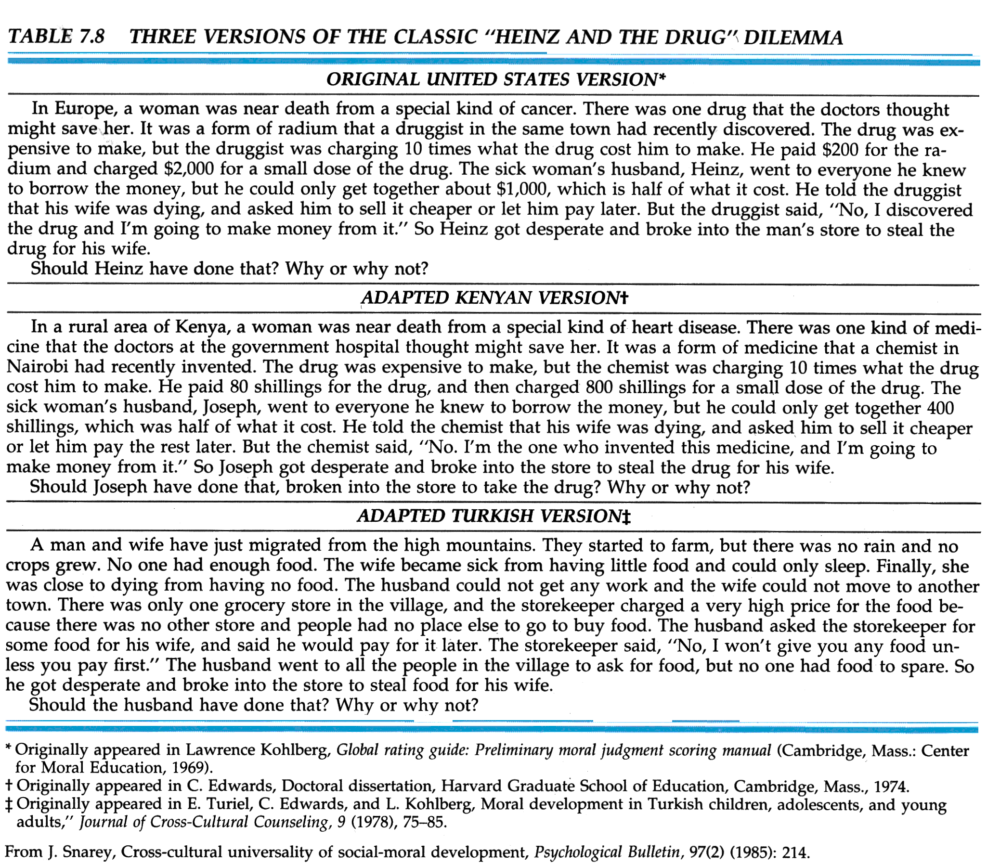 TABLE 7.8 THREE VERSIONS OF THE CLASSIC “HEINZ AND THE DRUG” DILEMMA
ORIGINAL UNITED STATES VERSION*
In Europe, a woman was near death from a special kind of cancer. There was one drug that the doctors thought
might save her. It was a form of radium that a druggist in the same town had recently discovered. The drug was ex-
pensive to make, but the druggist was charging 10 times what the drug cost him to make. He paid $200 for the ra-
dium and charged $2,000 for a small dose of the drug. The sick woman’s husband, Heinz, went to everyone he knew
to borrow the money, but he could only get together about $1,000, which is half of what it cost. He told the druggist
that his wife was dying, and asked him to sell it cheaper or let him pay later. But the druggist said, “No, I discovered
the drug and I’m going to make money from it.” So Heinz got desperate and broke into the man’s store to steal the
drug for his wife.
Should Heinz have done that? Why or why not?
ADAPTED KENYAN VERSION†
In a rural area of Kenya, a woman was near death from a special kind of heart disease. There was one kind of medi-
cine that the doctors at the government hospital thought might save her. It was a form of medicine that a chemist in
Nairobi had recently invented. The drug was expensive to make, but the chemist was charging 10 times what the drug
cost him to make. He paid 80 shillings for the drug, and then charged 800 shillings for a small dose of the drug. The
sick woman’s husband, Joseph, went to everyone he knew to borrow the money, but he could only get together 400
shillings, which was half of what it cost. He told the chemist that his wife was dying, and asked him to sell it cheaper
or let him pay the rest later. But the chemist said, “No. I’m the one who invented this medicine, and I’m going to
make money from it.” So Joseph got desperate and broke into the store to steal the drug for his wife.
Should Joseph have done that, broken into the store to take the drug? Why or why not?
ADAPTED TURKISH VERSION‡
A man and wife have just migrated from the high mountains. They started to farm, but there was no rain and no
crops grew. No one had enough food. The wife became sick from having little food and could only sleep. Finally, she
was close to dying from having no food. The husband could not get any work and the wife could not move to another
town. There was only one grocery store in the village, and the storekeeper charged a very high price for the food be-
cause there was no other store and people had no place else to go to buy food. The husband asked the storekeeper for
some food for his wife, and said he would pay for it later. The storekeeper said, “No, I won’t give you any food un-
less you pay first.” The husband went to all the people in the village to ask for food, but no one had food to spare. So
he got desperate and broke into the store to steal food for his wife.
Should the husband have done that? Why or why not?
* Originally appeared in Lawrence Kohlberg, Global rating guide: Preliminary moral judgment scoring manual (Cambridge, Mass.: Center
for Moral Education, 1969).
† Originally appeared in C. Edwards, Doctoral dissertation, Harvard Graduate School of Education, Cambridge, Mass., 1974.
‡ Originally appeared in E. Turiel, C. Edwards, and L. Kohlberg, Moral development in Turkish children, adolescents, and young
adults,” Journal of Cross-Cultural Counseling, 9 (1978), 75–85.
From J. Snarey, Cross-cultural universality of social-moral development, Psychological Bulletin, 97(2) (1985): 214.